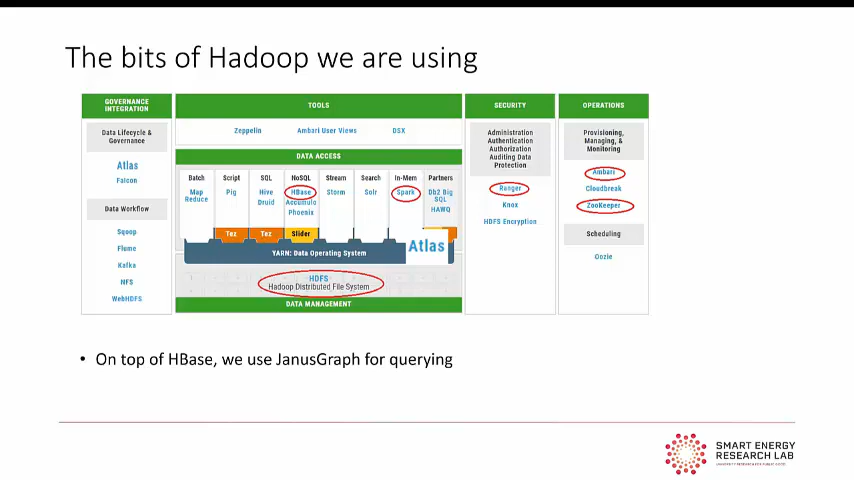 The bits of Hadoop we are using
GOVERNANCE
INTEGRATION
Data Lifecycle &
Governance
Atlas
Falcon
Data Workflow
Sqoop
Flume
Kafka
NFS
WebHDFS
TOOLS
Zeppelin
Ambari User Views
DSX
DATA ACCESS
Batch
Map
Reduce
Script
Pig
SQL
Hive
Druid
NoSQL
HBase
Accumulo
Phoenix
Stream
Storm
Search
Solr
In-Mem
Spark
Partners
Db2 Big
SQL
HAWQ
Tez
Tez
Slider
YARN: Data Operating System
Atlas
HDFS
Hadoop Distributed File System
DATA MANAGEMENT
SECURITY
Administration
Authentication
Authorization
Auditing Data
Protection
Ranger
Knox
HDFS Encryption
OPERATIONS
Provisioning,
Managing, &
Monitoring
Ambari
Cloudbreak
ZooKeeper
Scheduling
Oozie
• On top of HBase, we use JanusGraph for querying
SMART ENERGY
RESEARCH LAB